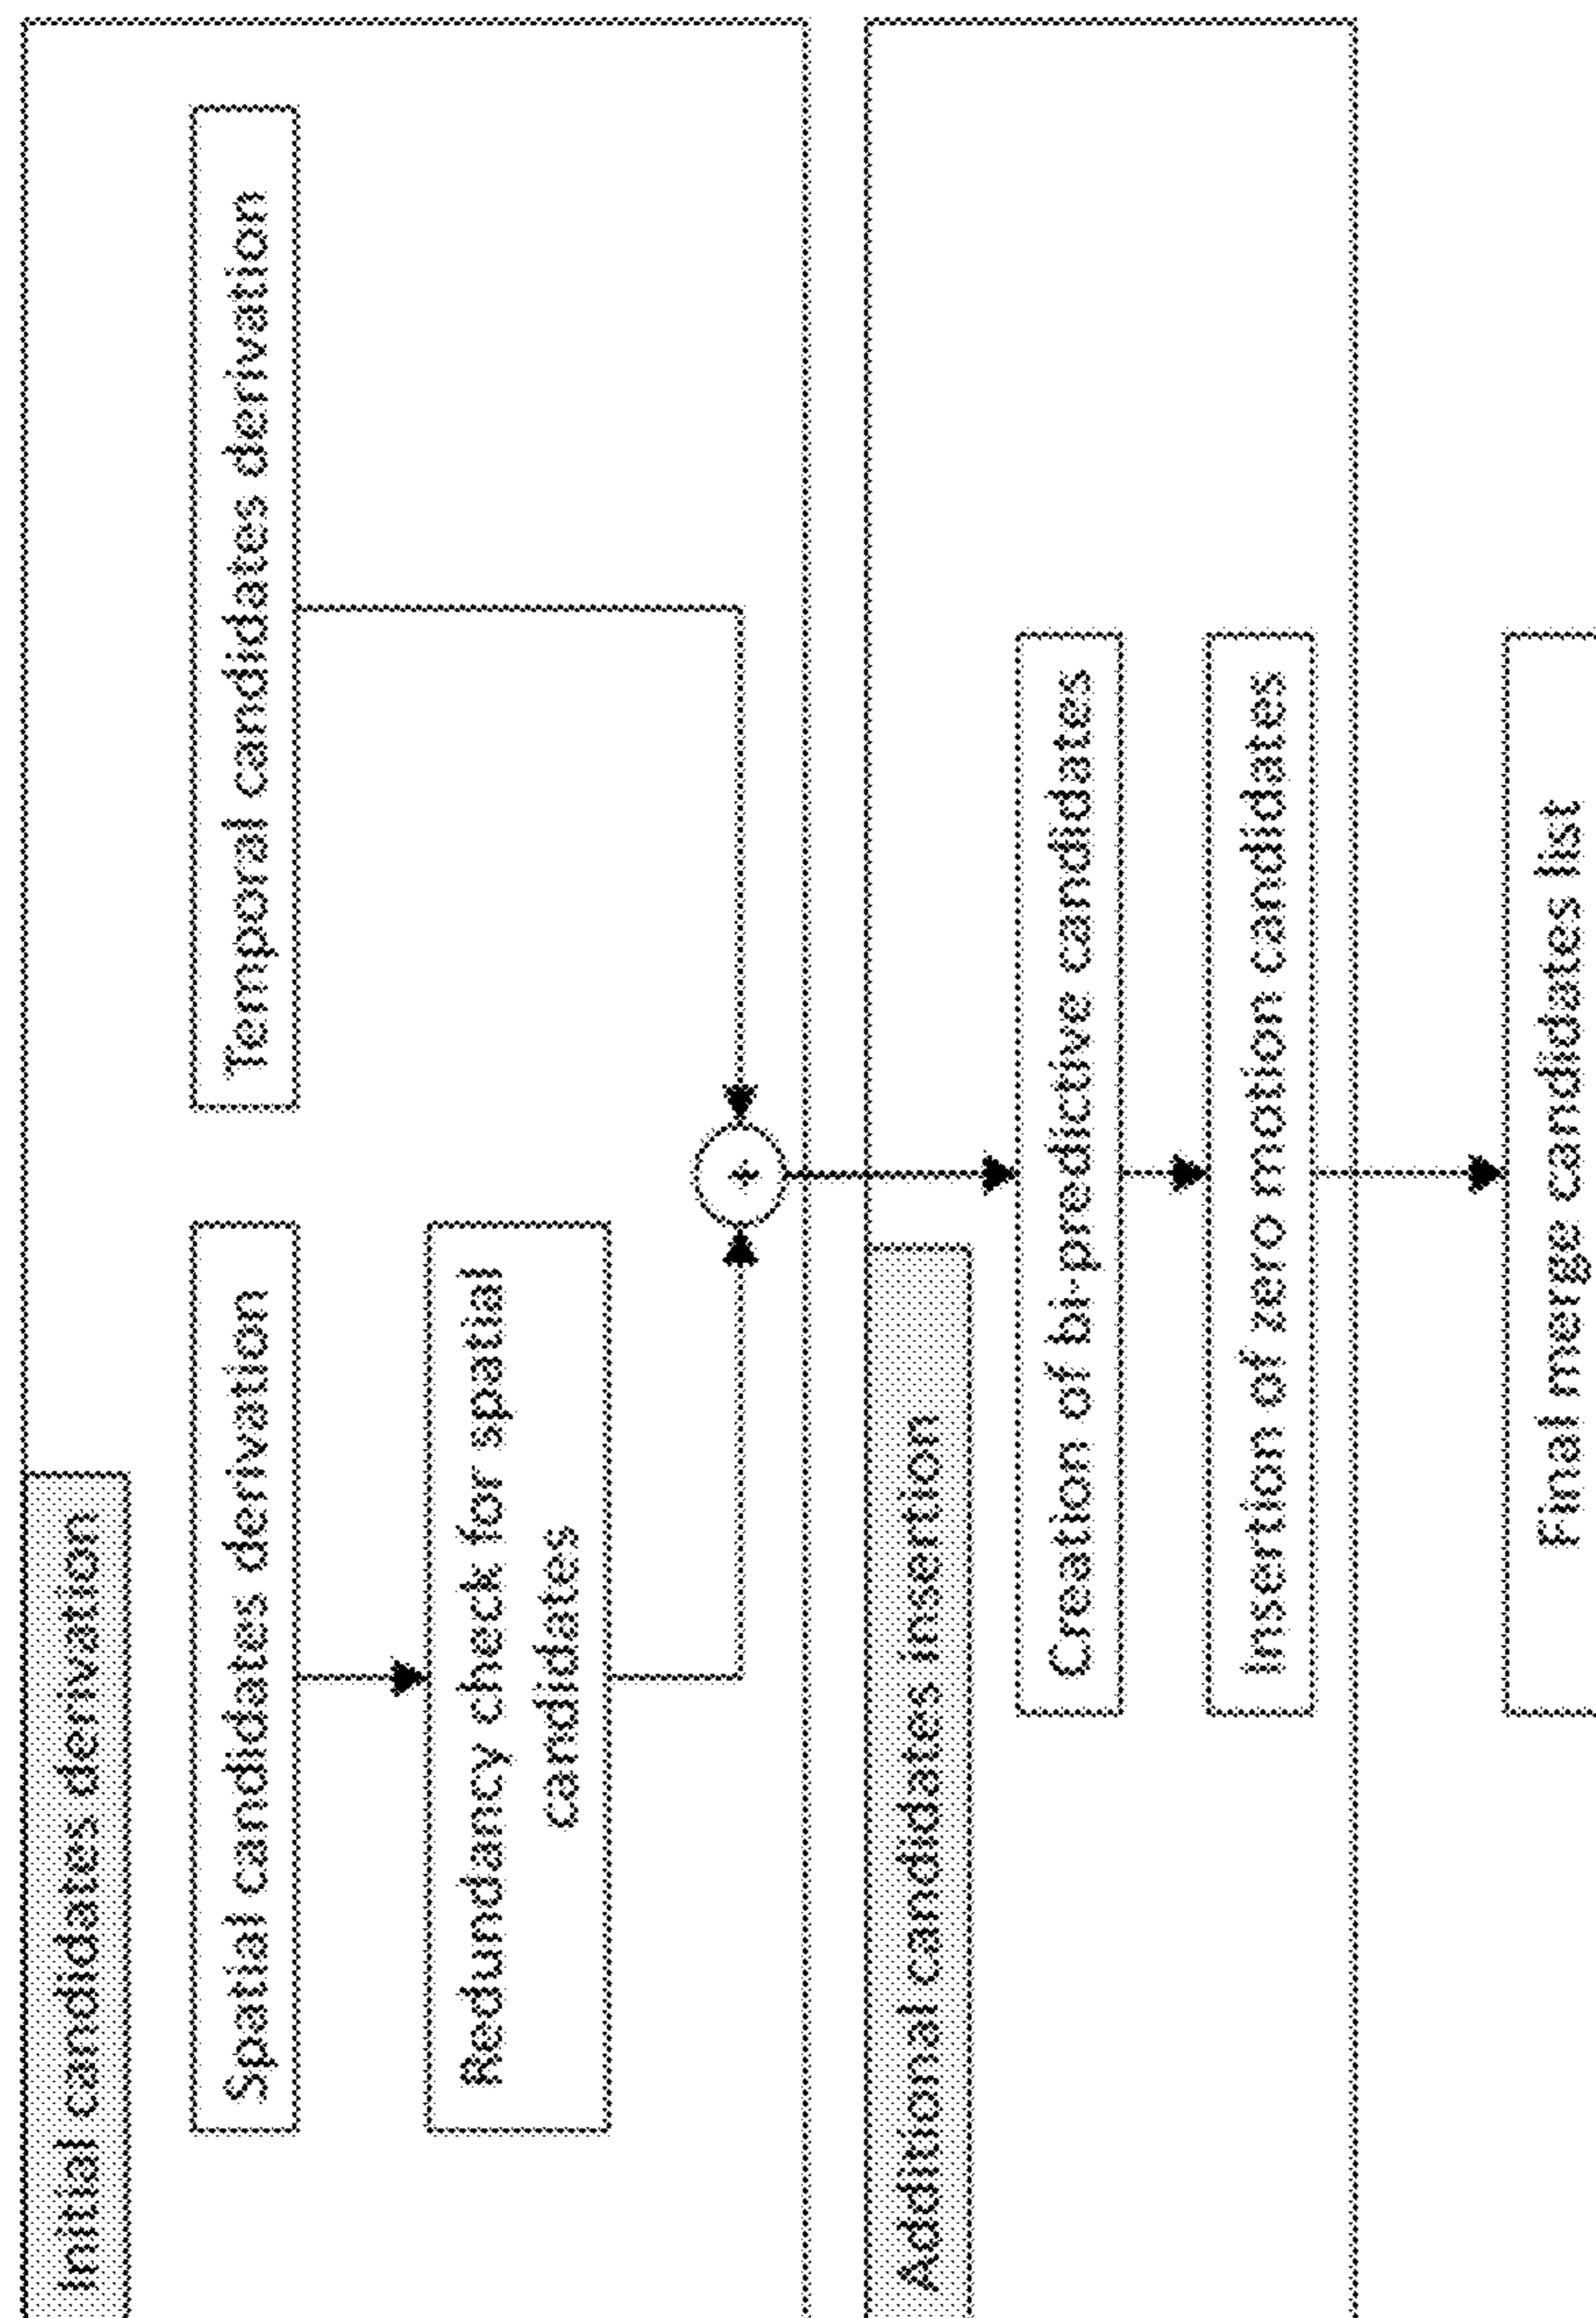 Initial candidates derivation
Spatial candidates derivation
Temporal candidates derivation
Redundancy check for spatial
candidates
+
Additional candidates insertion
Creation of bi-predictive candidates
Insertion of zero motion candidates
Final merge candidates list